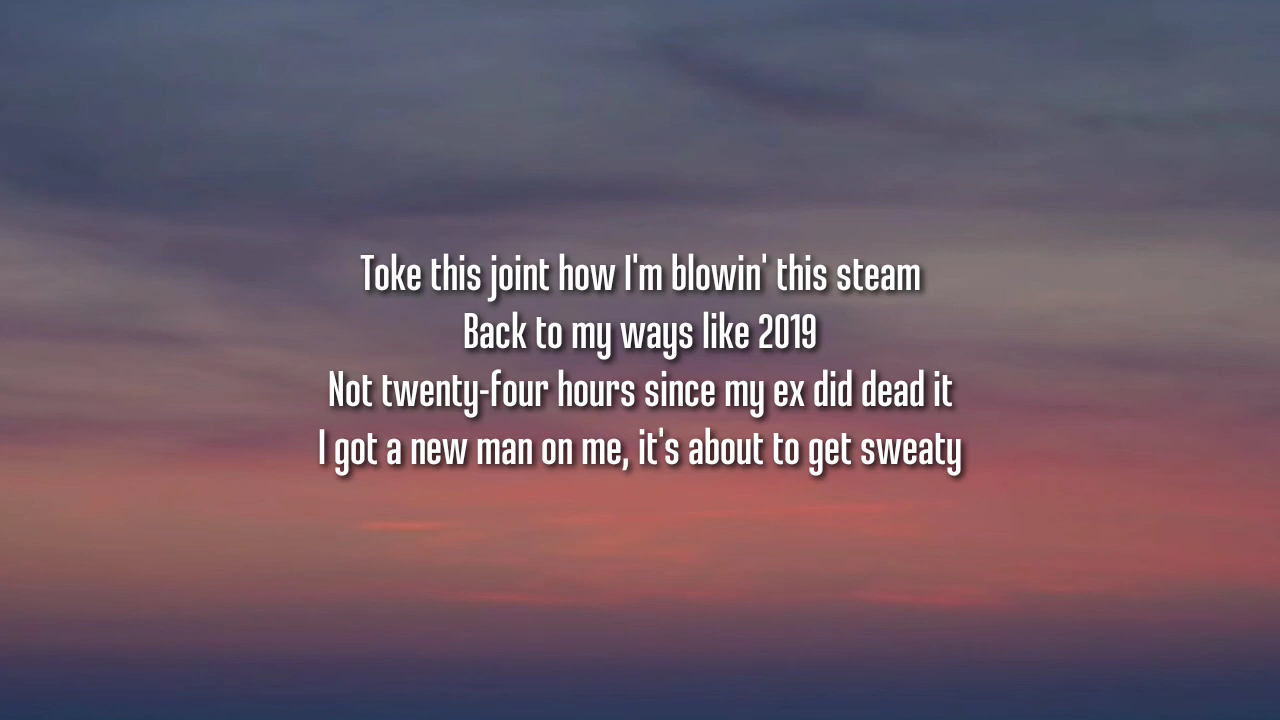 Toke this joint how I'm blowin' this steam
Back to my ways like 2019
Not twenty-four hours since my ex did dead it
I got a new man on me, it's about to get sweaty